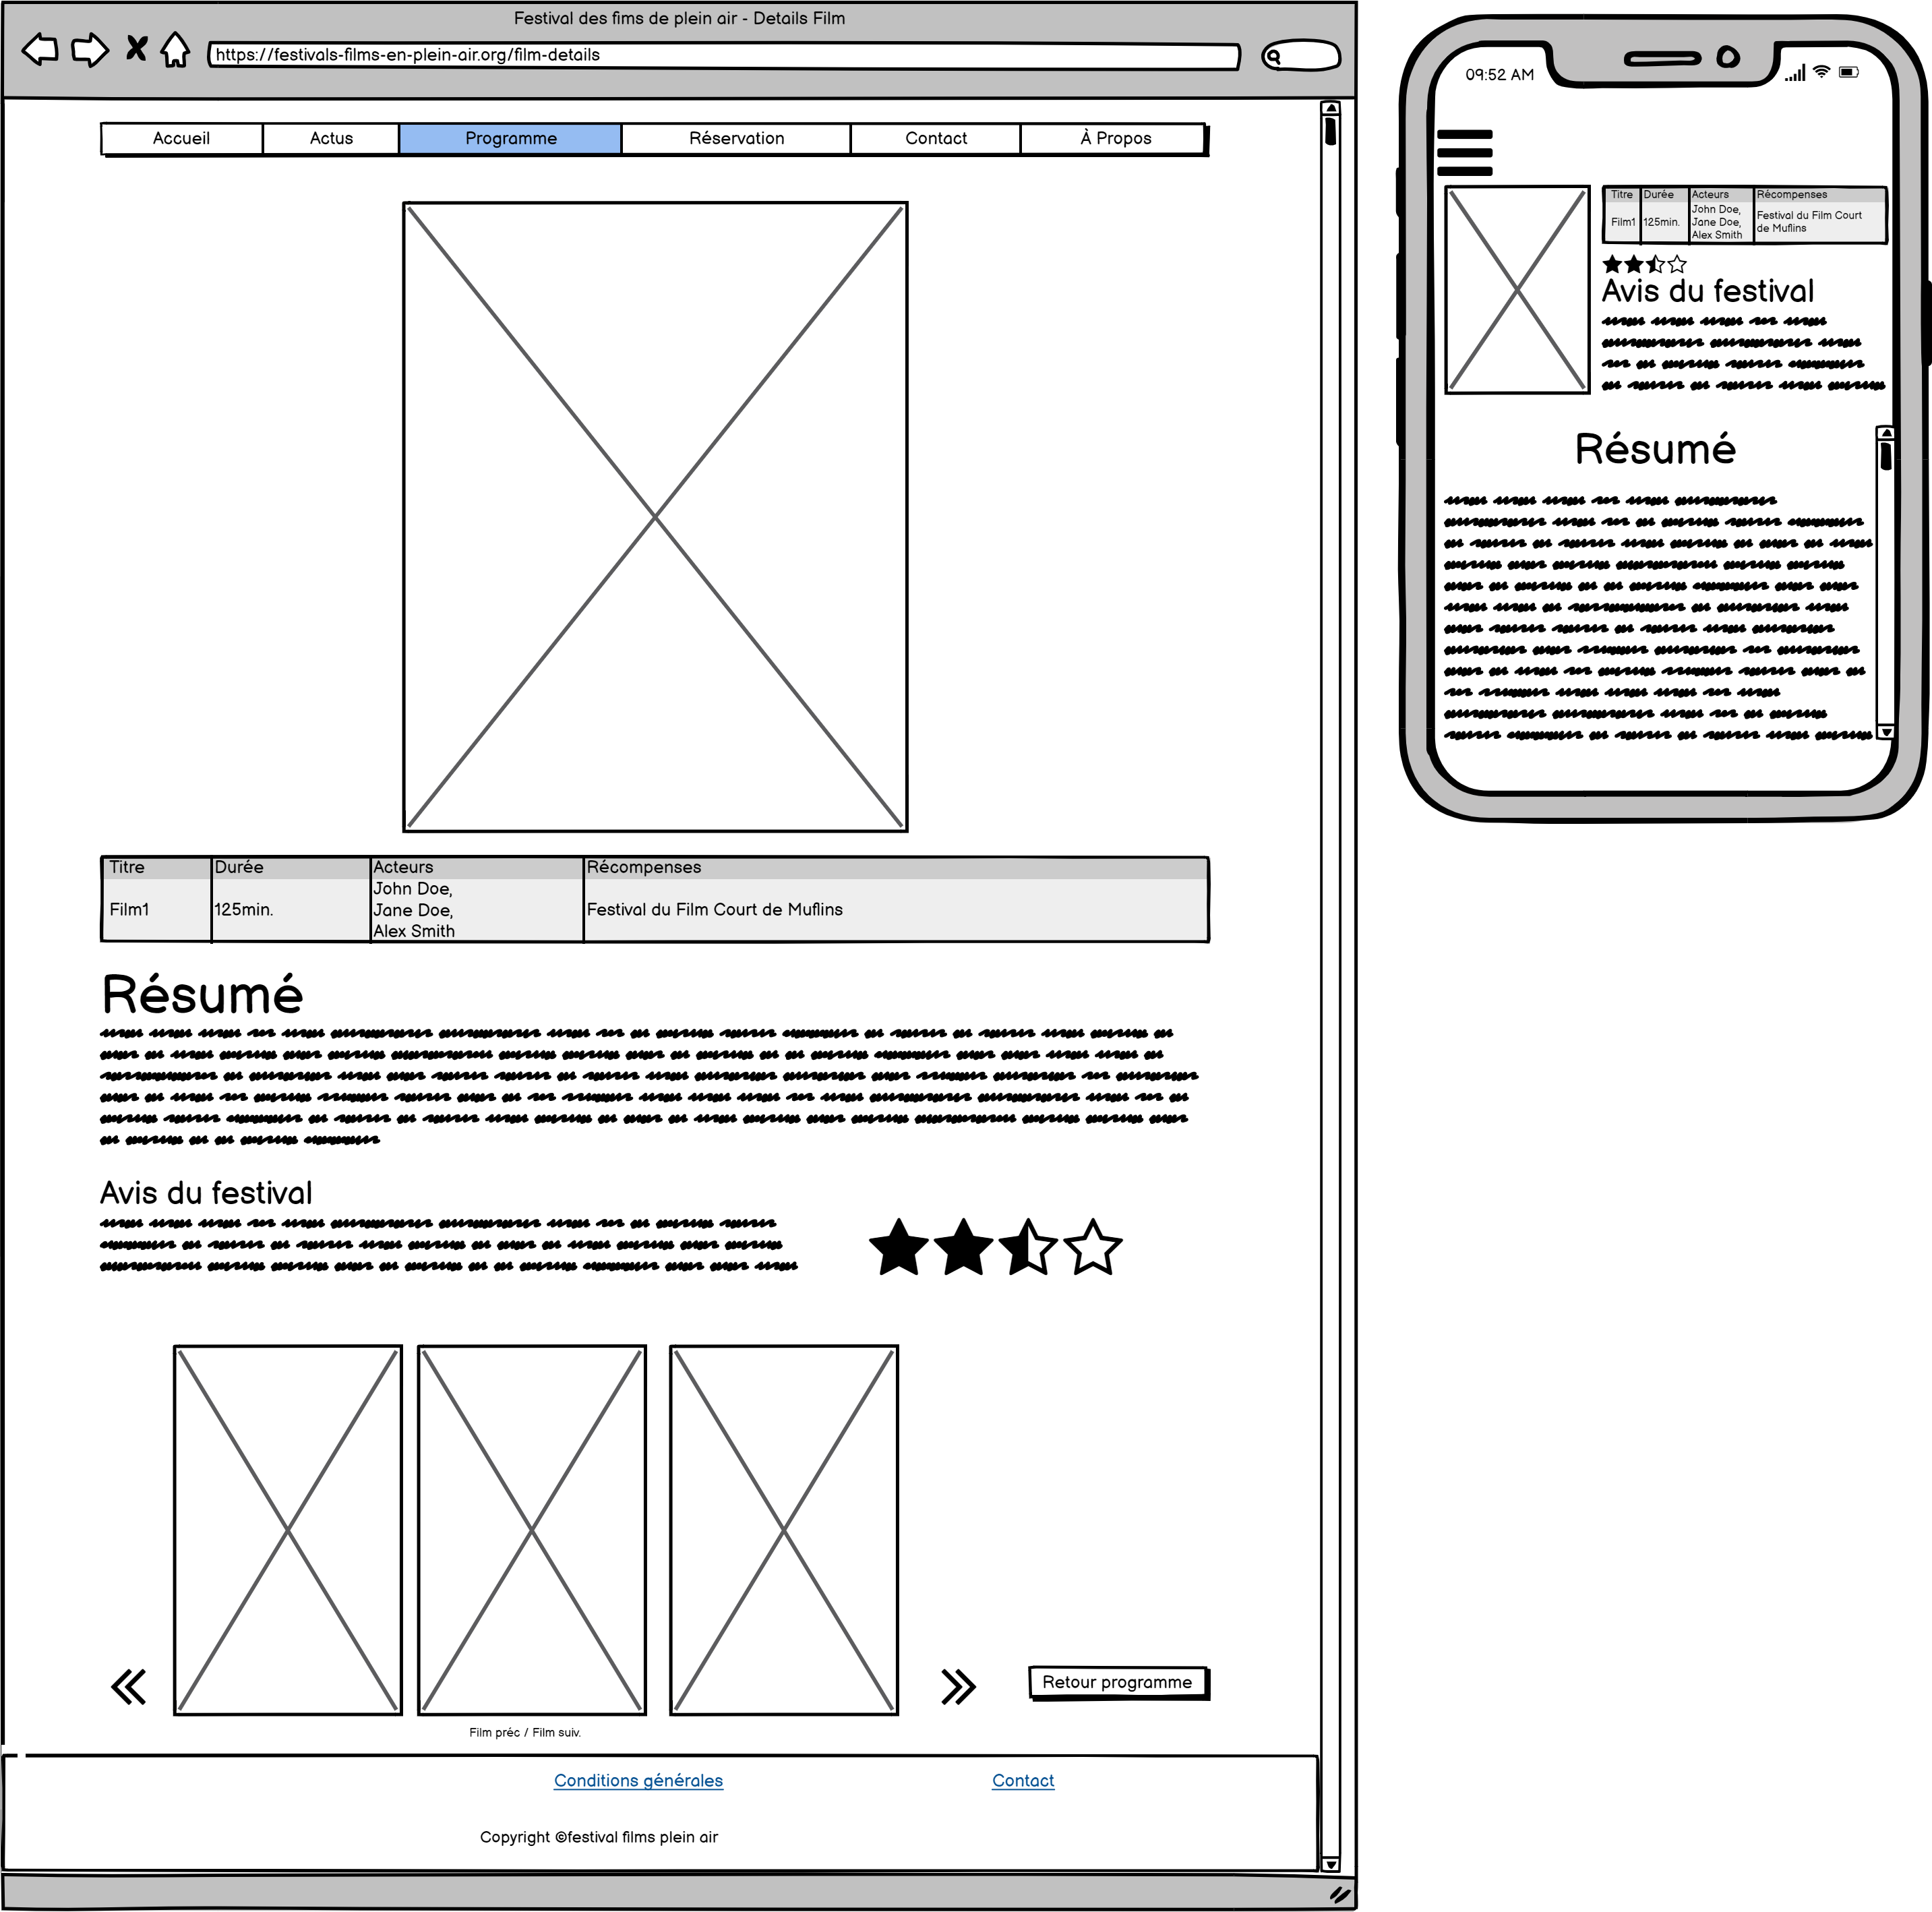 Festival des fims de plein air - Details Film
https://festivals-films-en-plein-air.org/film-details
Accueil Actus Programme Réservation Contact À Propos
Titre Durée Acteurs Récompenses
John Doe,
Film1 125min. Jane Doe, Festival du Film Court de Muflins
Alex Smith
Résumé
Avis du festival
Retour programme
Film préc / Film suiv.
Conditions générales Contact
Copyright ©festival films plein air
09:52 AM
Titre Durée Acteurs Récompenses
John Doe,
Film1 125min. Jane Doe, Festival du Film Court
Alex Smith de Muflins
Avis du festival
Résumé